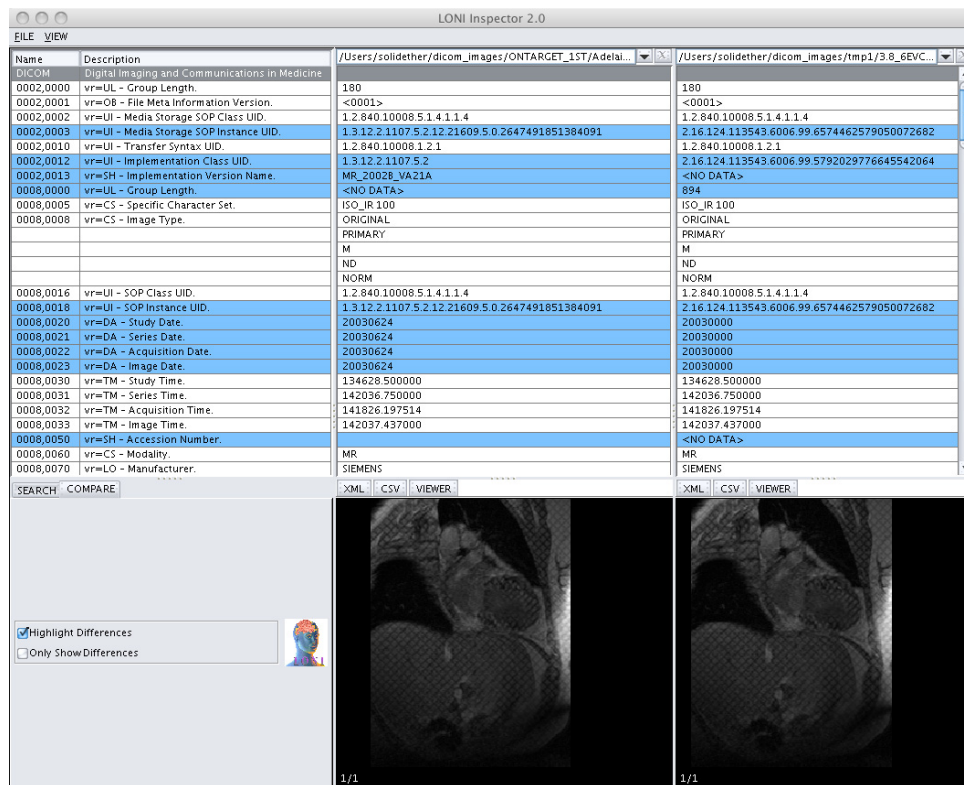 LONI Inspector 2.0
FILE VIEW
Name Description /Users/solidether/dicom_images/ONTARGET_1ST/Adelai... /Users/solidether/dicom_images/tmp1/3.8_6EVC...
DICOM Digital Imaging and Communications in Medicine
0002,0000 vr=UL - Group Length. 180 180
0002,0001 vr=OB - File Meta Information Version. <0001> <0001>
0002,0002 vr=UI - Media Storage SOP Class UID. 1.2.840.10008.5.1.4.1.1.4 1.2.840.10008.5.1.4.1.1.4
0002,0003 vr=UI - Media Storage SOP Instance UID. 1.3.12.2.1107.5.2.12.21609.5.0.2647491851384091 2.16.124.113543.6006.99.6574462579050072682
0002,0010 vr=UI - Transfer Syntax UID. 1.2.840.10008.1.2.1 1.2.840.10008.1.2.1
0002,0012 vr=UI - Implementation Class UID. 1.3.12.2.1107.5.2 2.16.124.113543.6006.99.5792029776645542064
0002,0013 vr=SH - Implementation Version Name. MR_2002B_VA21A <NO DATA>
0008,0000 vr=UL - Group Length. <NO DATA> 894
0008,0005 vr=CS - Specific Character Set. ISO_IR 100 ISO_IR 100
0008,0008 vr=CS - Image Type. ORIGINAL ORIGINAL
PRIMARY PRIMARY
M M
ND ND
NORM NORM
0008,0016 vr=UI - SOP Class UID. 1.2.840.10008.5.1.4.1.1.4 1.2.840.10008.5.1.4.1.1.4
0008,0018 vr=UI - SOP Instance UID. 1.3.12.2.1107.5.2.12.21609.5.0.2647491851384091 2.16.124.113543.6006.99.6574462579050072682
0008,0020 vr=DA - Study Date. 20030624 20030000
0008,0021 vr=DA - Series Date. 20030624 20030000
0008,0022 vr=DA - Acquisition Date. 20030624 20030000
0008,0023 vr=DA - Image Date. 20030624 20030000
0008,0030 vr=TM - Study Time. 134628.500000 134628.500000
0008,0031 vr=TM - Series Time. 142036.750000 142036.750000
0008,0032 vr=TM - Acquisition Time. 141826.197514 141826.197514
0008,0033 vr=TM - Image Time. 142037.437000 142037.437000
0008,0050 vr=SH - Accession Number. <NO DATA>
0008,0060 vr=CS - Modality. MR MR
0008,0070 vr=LO - Manufacturer. SIEMENS SIEMENS
SEARCH COMPARE XML CSV VIEWER XML CSV VIEWER
Highlight Differences
Only Show Differences
LONI
1/1 1/1